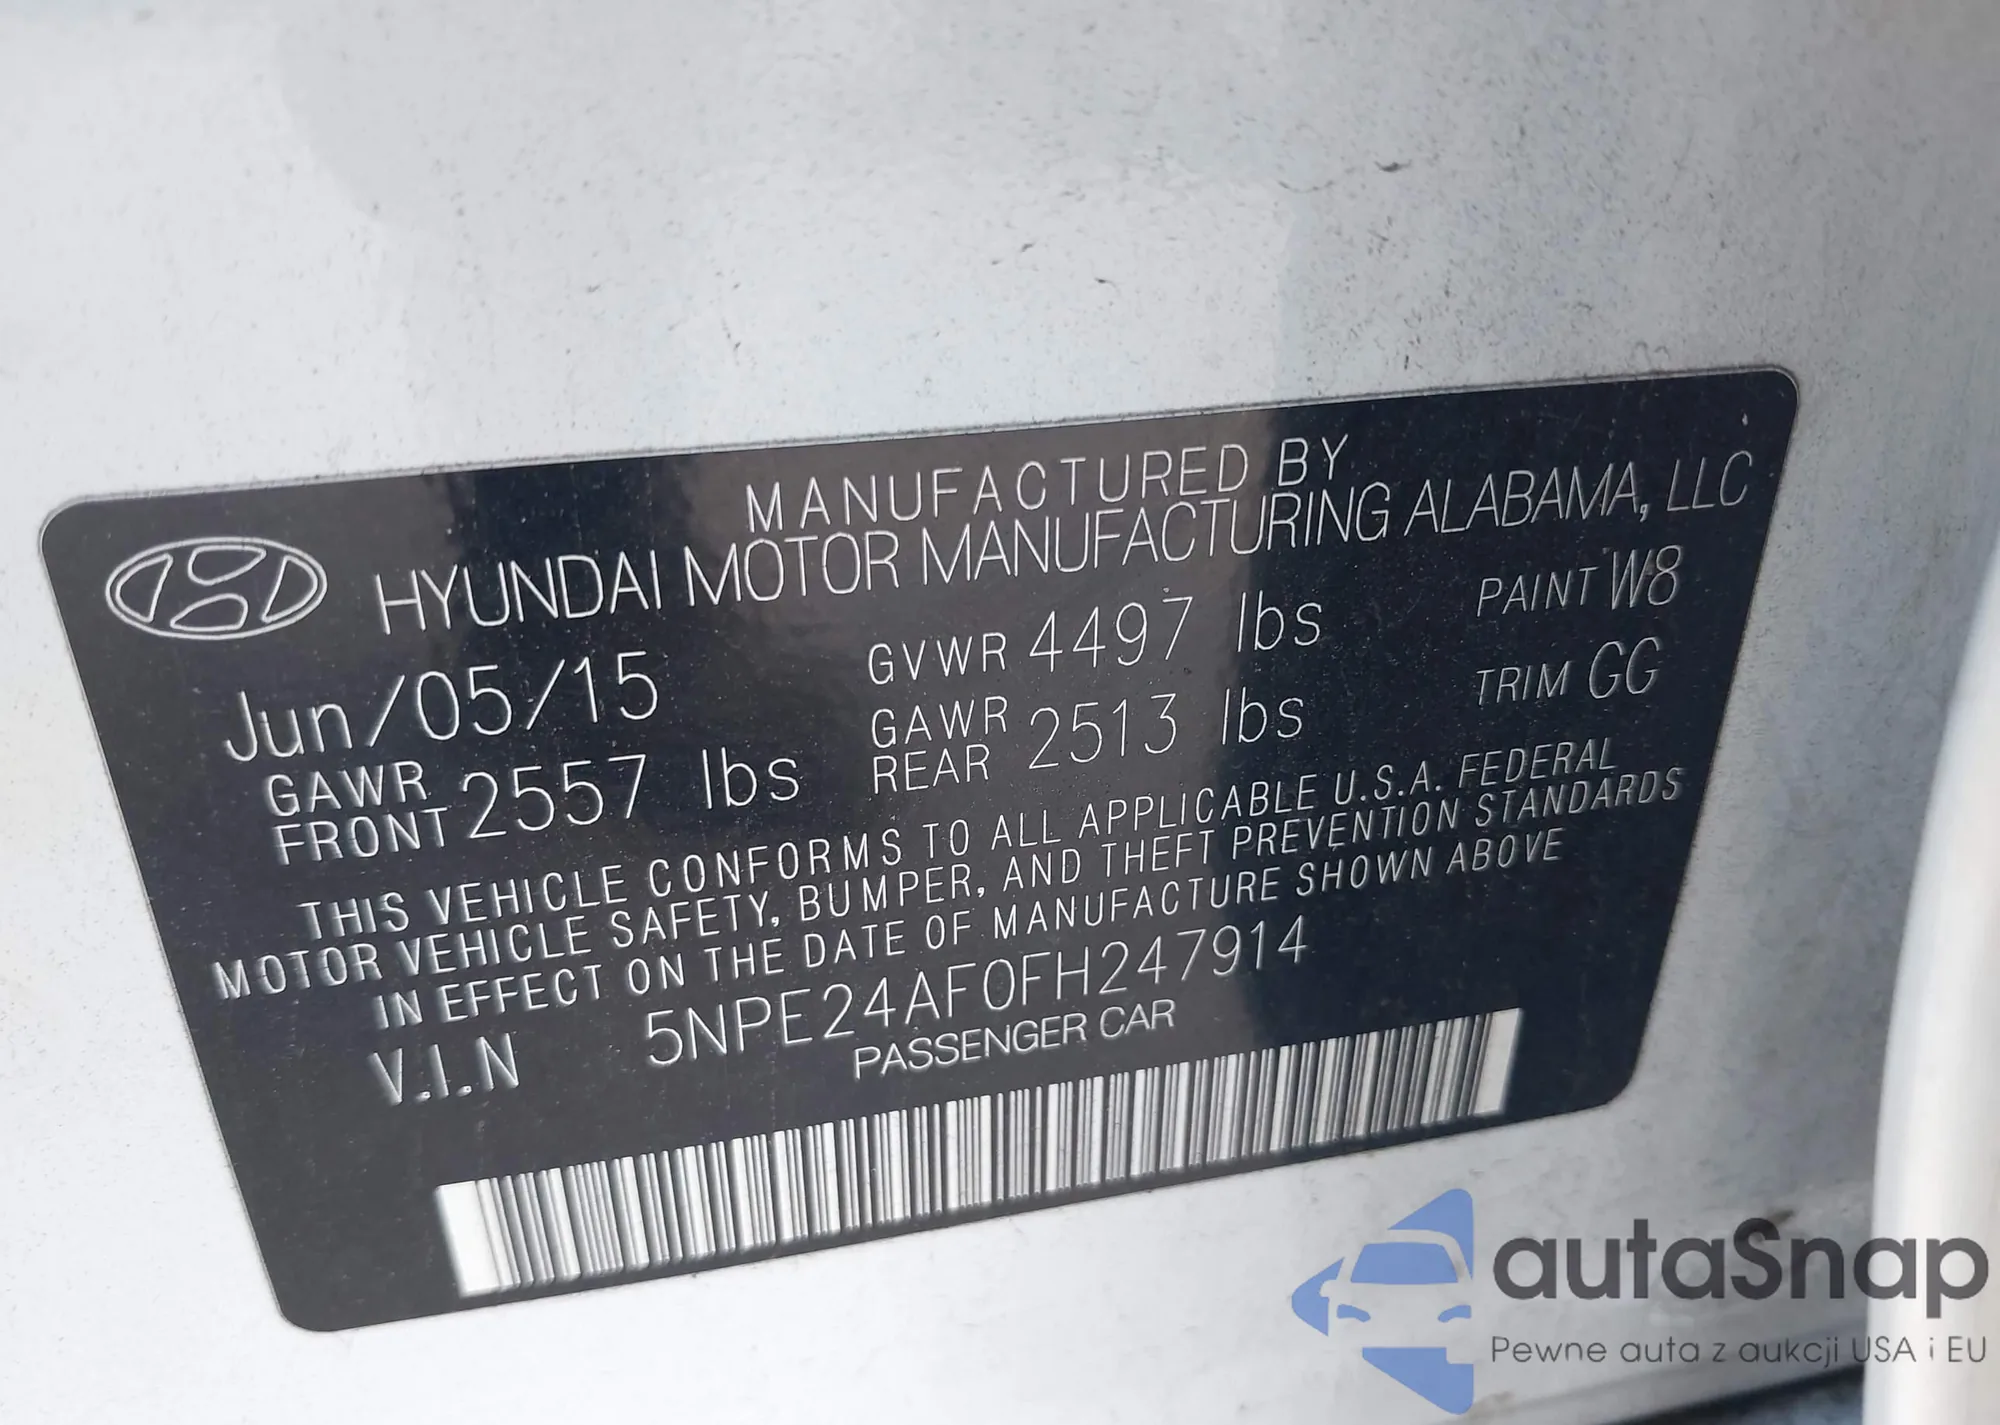 MANUFACTURED BY
HYUNDAI MOTOR MANUFACTURING ALABAMA, LLC
Jun/05/15 GVWR 4497 lbs PAINT W8
GAWR FRONT 2557 lbs GAWR REAR 2513 lbs TRIM GG
THIS VEHICLE CONFORMS TO ALL APPLICABLE U.S.A. FEDERAL
MOTOR VEHICLE SAFETY, BUMPER, AND THEFT PREVENTION STANDARDS
IN EFFECT ON THE DATE OF MANUFACTURE SHOWN ABOVE
V.I.N 5NPE24AF0FH247914
PASSENGER CAR
autaSnap
Pewne auta z aukcji USA i EU